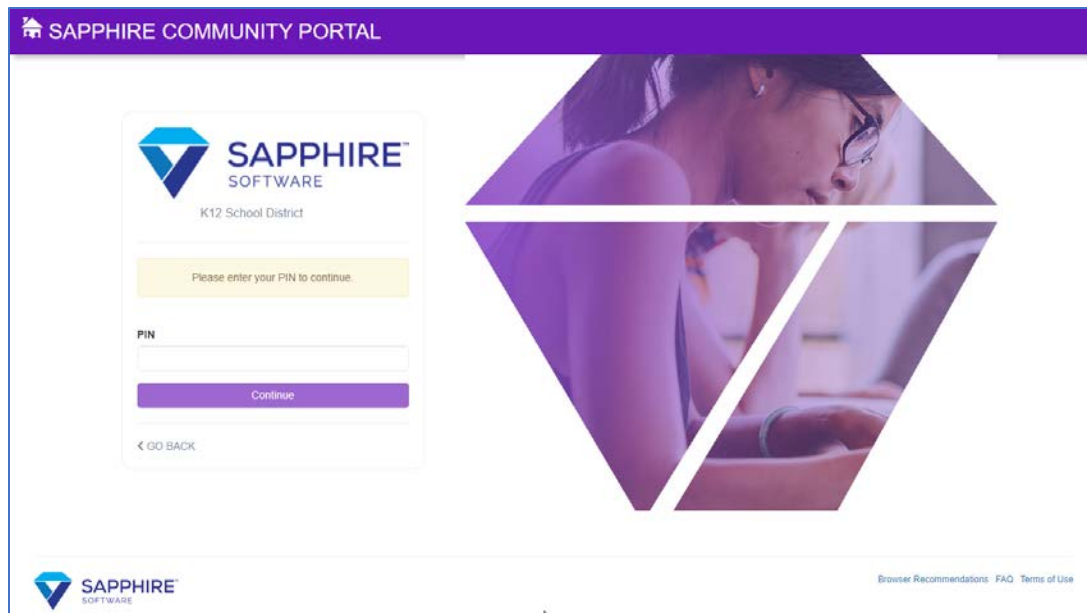 SAPPHIRE COMMUNITY PORTAL
SAPPHIRE™
SOFTWARE
K12 School District
Please enter your PIN to continue.
PIN
Continue
GO BACK
SAPPHIRE™
SOFTWARE
Browser Recommendations FAQ Terms of Use